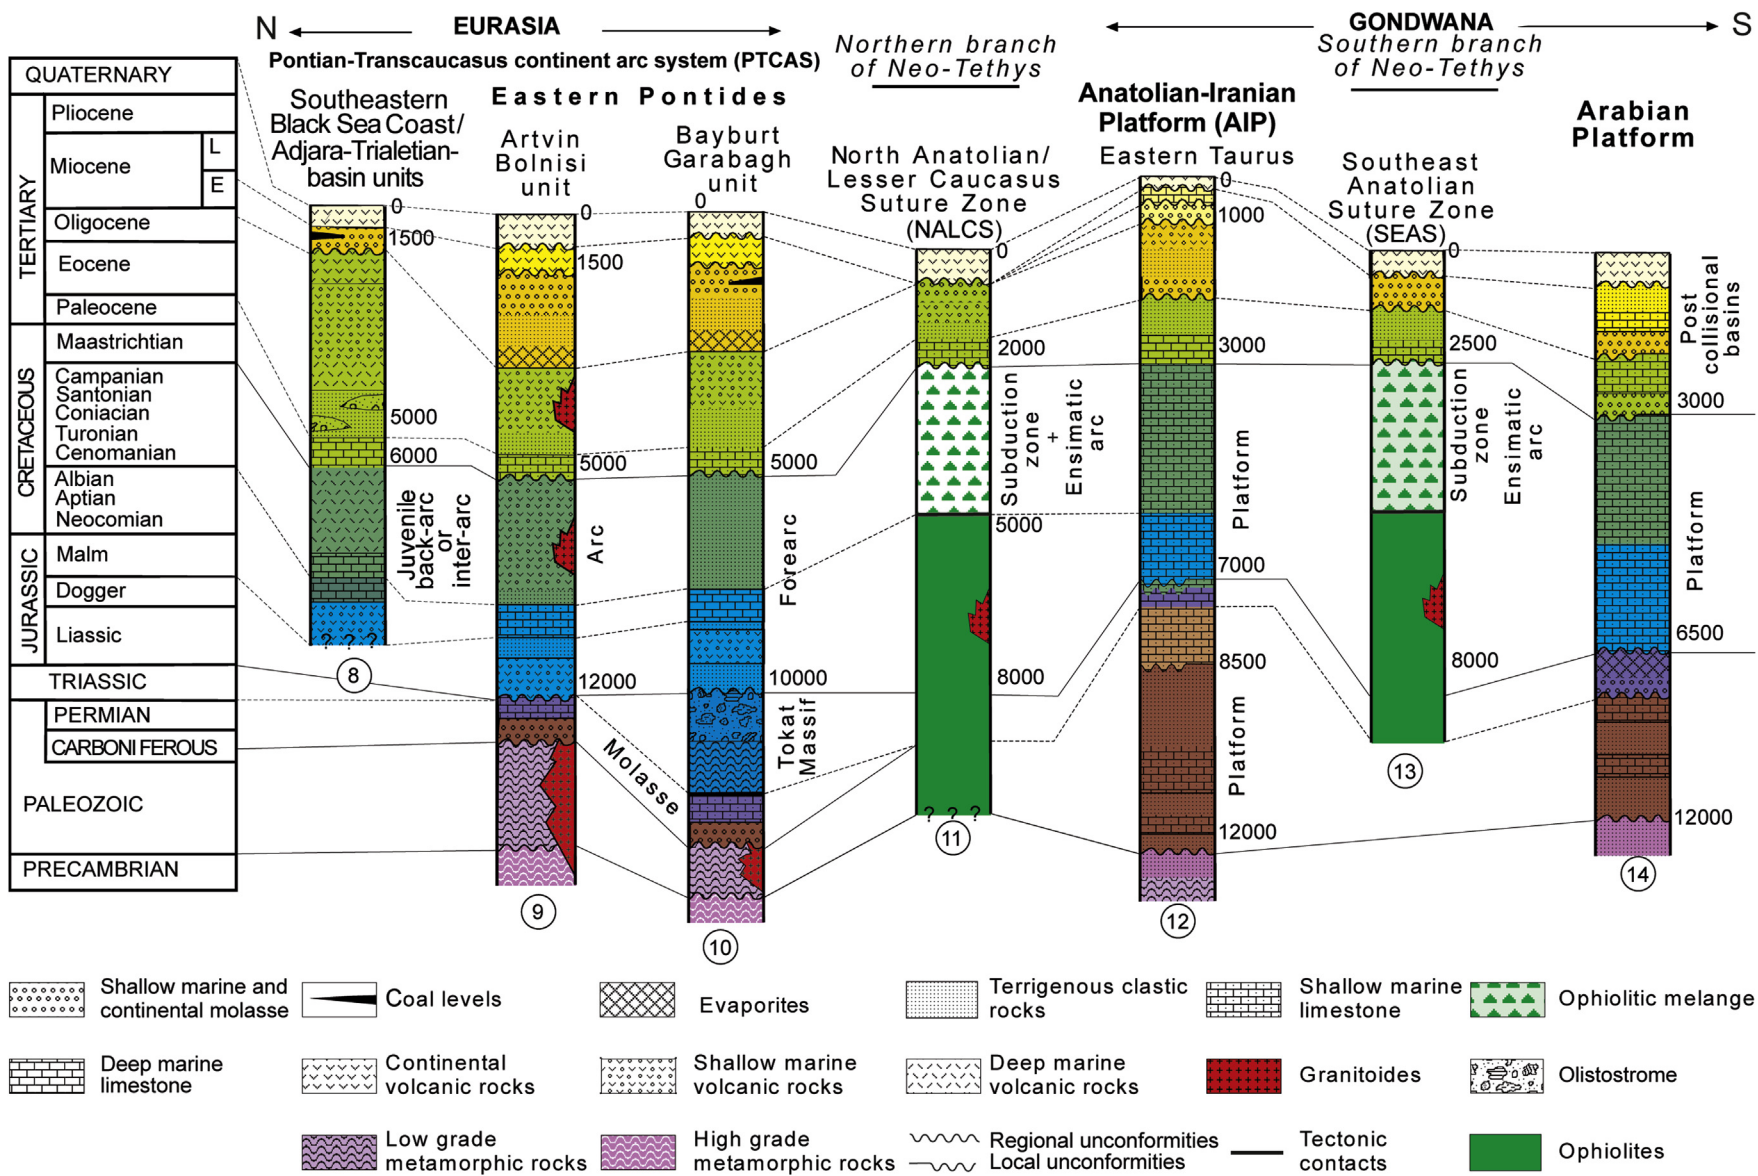 N
EURASIA
GONDWANA
S
Pontian-Transcaucasus continent arc system (PTCAS)
Northern branch
of Neo-Tethys
Southern branch
of Neo-Tethys
Southeastern
Black Sea Coast/
Adjara-Trialetian-
basin units
Eastern Pontides
Artvin
Bolnisi
unit
Bayburt
Garabagh
unit
North Anatolian/
Lesser Caucasus
Suture Zone
(NALCS)
Anatolian-Iranian
Platform (AIP)
Eastern Taurus
Southeast
Anatolian
Suture Zone
(SEAS)
Arabian
Platform
QUATERNARY
TERTIARY
Pliocene
Miocene
L
E
Oligocene
Eocene
Paleocene
CRETACEOUS
Maastrichtian
Campanian
Santonian
Coniacian
Turonian
Cenomanian
Albian
Aptian
Neocomian
JURASSIC
Malm
Dogger
Liassic
TRIASSIC
PERMIAN
CARBONI FEROUS
PALEOZOIC
PRECAMBRIAN
0
1500
5000
6000
Juvenile
back-arc
or
inter-arc
? ? ?
8
0
1500
5000
Arc
12000
Molasse
9
0
5000
Forearc
10000
Tokat
Massif
10
0
2000
Subduction
zone
+
Ensimatic
arc
5000
8000
? ? ?
11
0
1000
3000
Platform
7000
8500
Platform
12000
12
0
2500
Subduction
zone
Ensimatic
arc
8000
13
Post
collisional
basins
3000
Platform
6500
12000
14
Shallow marine and
continental molasse
Coal levels
Evaporites
Terrigenous clastic
rocks
Shallow marine
limestone
Ophiolitic melange
Deep marine
limestone
Continental
volcanic rocks
Shallow marine
volcanic rocks
Deep marine
volcanic rocks
Granitoides
Olistostrome
Low grade
metamorphic rocks
High grade
metamorphic rocks
Regional unconformities
Local unconformities
Tectonic
contacts
Ophiolites